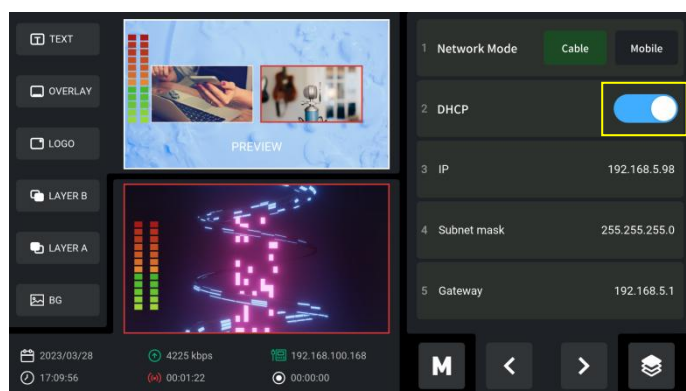 TEXT
OVERLAY
LOGO
LAYER B
LAYER A
BG
PREVIEW
2023/03/28
4225 kbps
192.168.100.168
17:09:56
00:01:22
00:00:00
1 Network Mode Cable Mobile
2 DHCP
3 IP 192.168.5.98
4 Subnet mask 255.255.255.0
5 Gateway 192.168.5.1
M